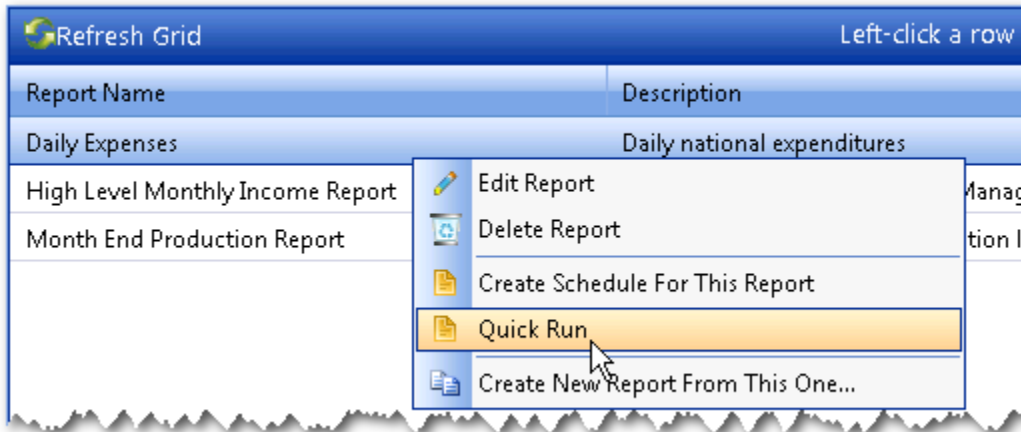 Refresh Grid Left-click a row
Report Name Description
Daily Expenses Daily national expenditures
Edit Report
High Level Monthly Income Report
Delete Report
Month End Production Report
Create Schedule For This Report
Quick Run
Create New Report From This One...